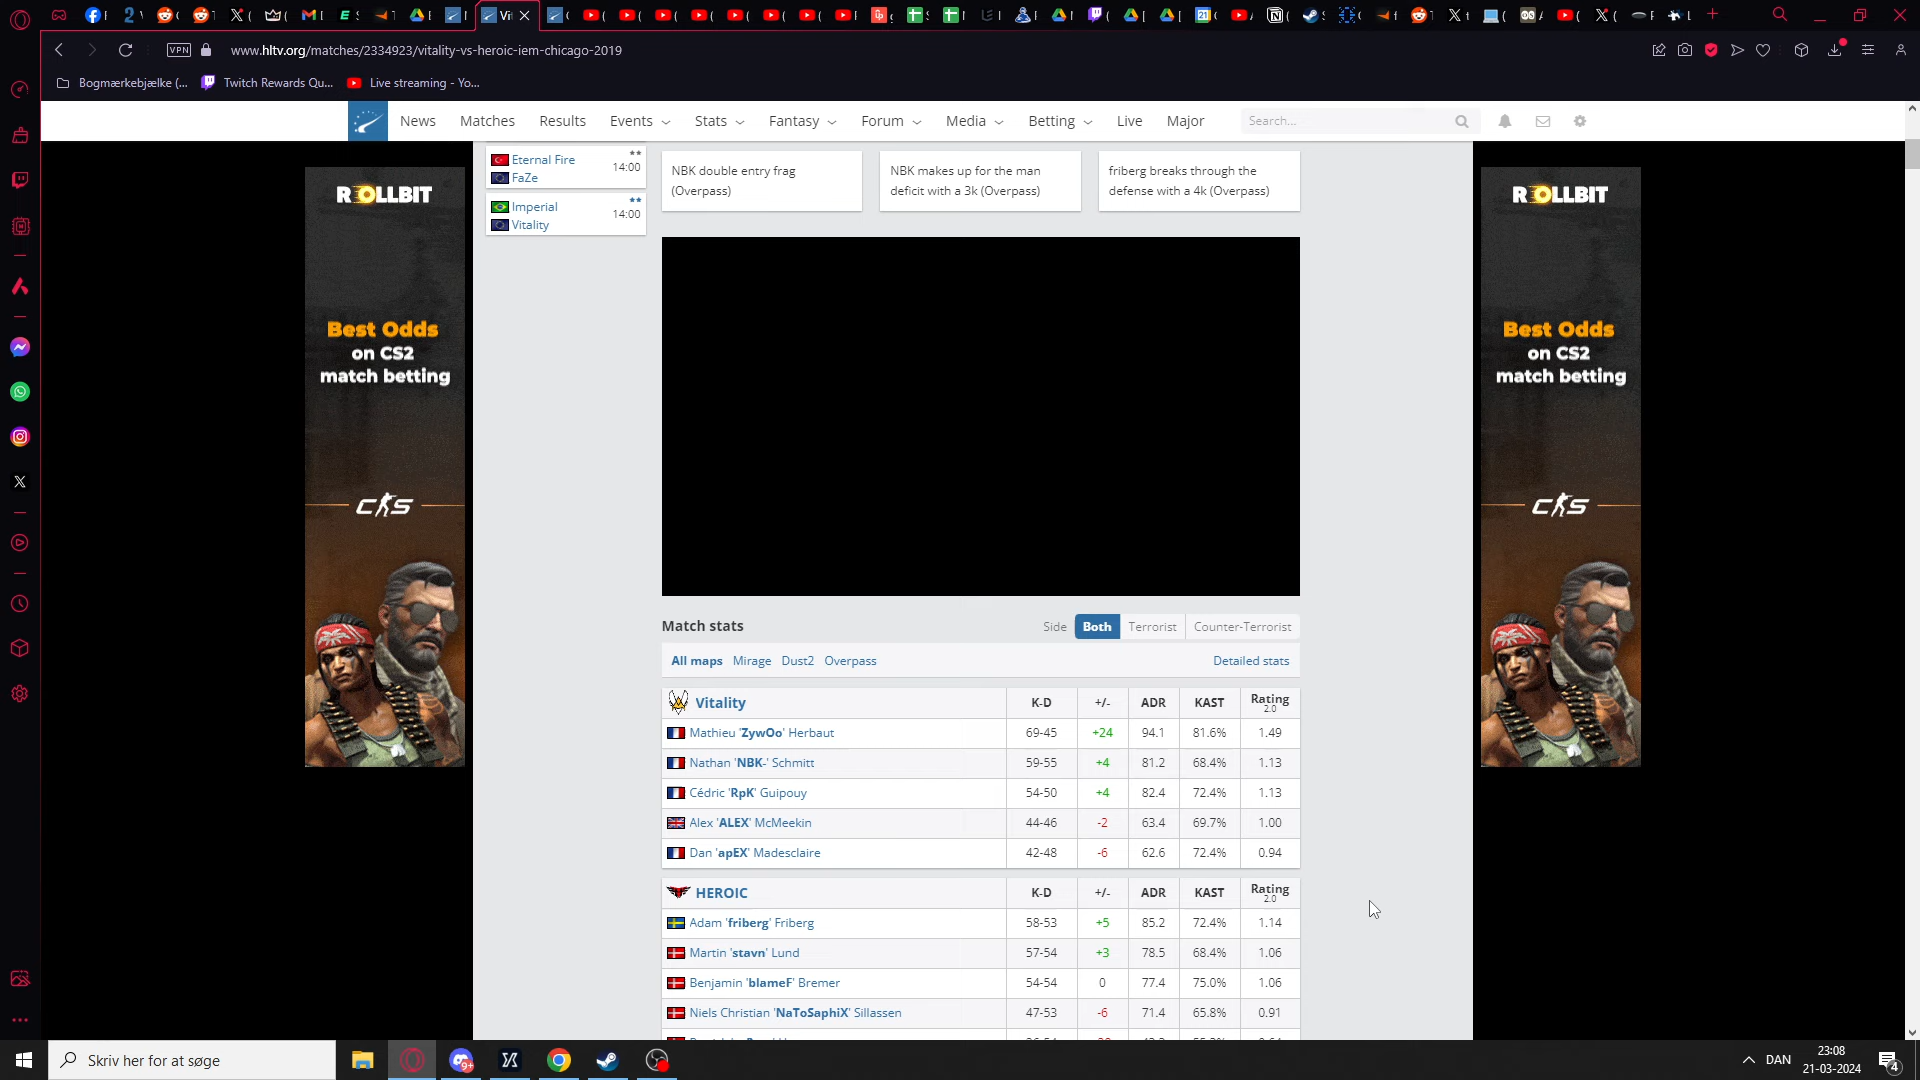 www.hltv.org/matches/2334923/vitality-vs-heroic-iem-chicago-2019
VPN
Bogmærkebjælke (...
Twitch Rewards Qu...
Live streaming - Yo...
News
Matches
Results
Events
Stats
Fantasy
Forum
Media
Betting
Live
Major
Search...
Eternal Fire
FaZe
14:00
Imperial
Vitality
14:00
NBK double entry frag
(Overpass)
NBK makes up for the man
deficit with a 3k (Overpass)
friberg breaks through the
defense with a 4k (Overpass)
ROLLBIT
Best Odds
on CS2
match betting
ROLLBIT
Best Odds
on CS2
match betting
Match stats
Side Both Terrorist Counter-Terrorist
All maps Mirage Dust2 Overpass Detailed stats
Vitality K-D +/- ADR KAST Rating 2.0
Mathieu 'ZywOo' Herbaut 69-45 +24 94.1 81.6% 1.49
Nathan 'NBK-' Schmitt 59-55 +4 81.2 68.4% 1.13
Cédric 'RpK' Guipouy 54-50 +4 82.4 72.4% 1.13
Alex 'ALEX' McMeekin 44-46 -2 63.4 69.7% 1.00
Dan 'apEX' Madesclaire 42-48 -6 62.6 72.4% 0.94
HEROIC K-D +/- ADR KAST Rating 2.0
Adam 'friberg' Friberg 58-53 +5 85.2 72.4% 1.14
Martin 'stavn' Lund 57-54 +3 78.5 68.4% 1.06
Benjamin 'blameF' Bremer 54-54 0 77.4 75.0% 1.06
Niels Christian 'NaToSaphiX' Sillassen 47-53 -6 71.4 65.8% 0.91
Skriv her for at søge
9+
DAN
23:08
21-03-2024
4